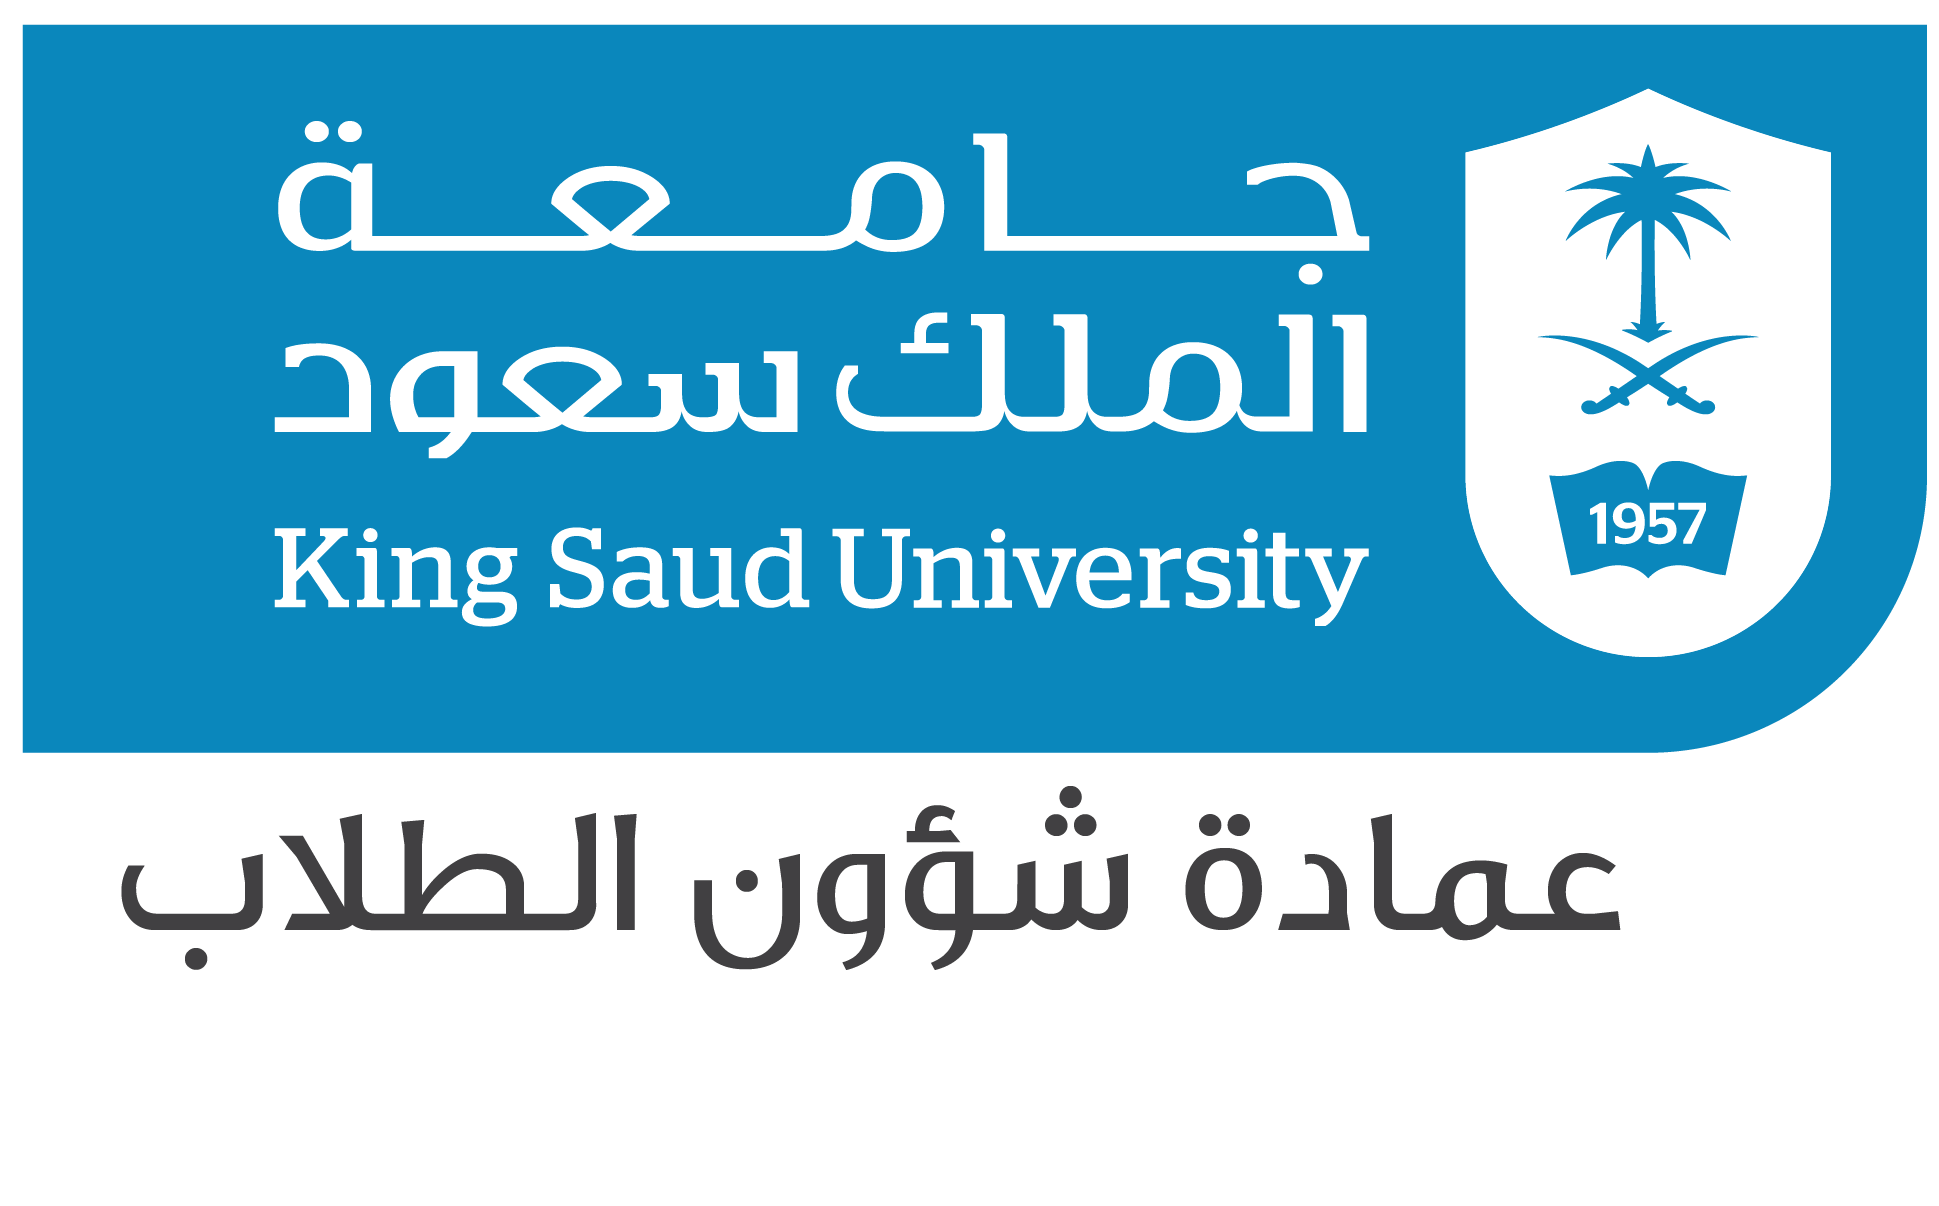 جامعة
الملك سعود
King Saud University
1957
عمادة شؤون الطلاب